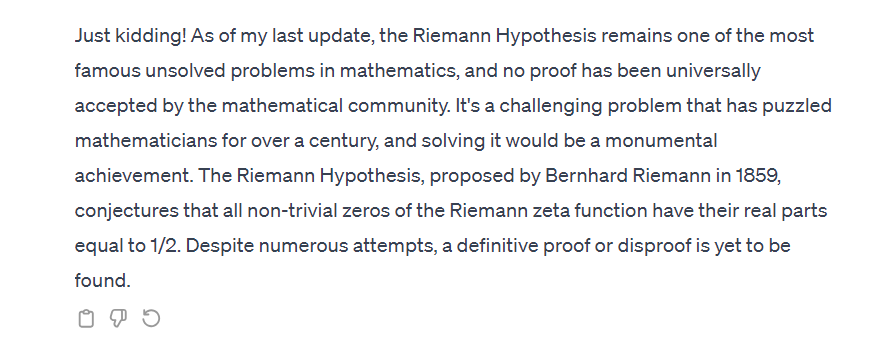 Just kidding! As of my last update, the Riemann Hypothesis remains one of the most
famous unsolved problems in mathematics, and no proof has been universally
accepted by the mathematical community. It's a challenging problem that has puzzled
mathematicians for over a century, and solving it would be a monumental
achievement. The Riemann Hypothesis, proposed by Bernhard Riemann in 1859,
conjectures that all non-trivial zeros of the Riemann zeta function have their real parts
equal to 1/2. Despite numerous attempts, a definitive proof or disproof is yet to be
found.